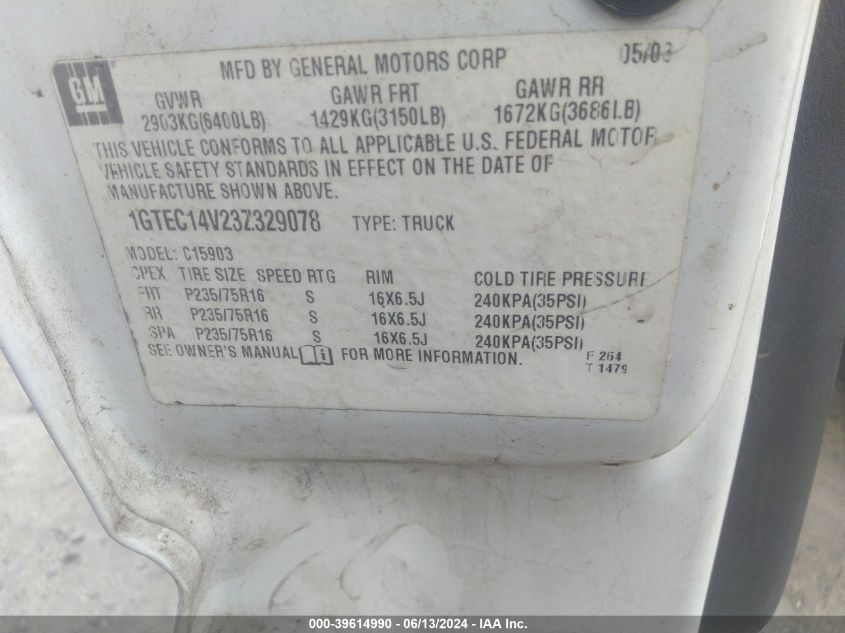 GM
MFD BY GENERAL MOTORS CORP 05/03
GVWR GAWR FRT GAWR RR
2903KG(6400LB) 1429KG(3150LB) 1672KG(3686LB)
THIS VEHICLE CONFORMS TO ALL APPLICABLE U.S. FEDERAL MOTOR
VEHICLE SAFETY STANDARDS IN EFFECT ON THE DATE OF
MANUFACTURE SHOWN ABOVE.
1GTEC14V23Z329078 TYPE: TRUCK
MODEL: C15903
OPEX TIRE SIZE SPEED RTG RIM COLD TIRE PRESSURE
FRT P235/75R16 S 16X6.5J 240KPA(35PSI)
RR P235/75R16 S 16X6.5J 240KPA(35PSI)
SPA P235/75R16 S 16X6.5J 240KPA(35PSI)
SEE OWNER'S MANUAL FOR MORE INFORMATION.
F 264
T 1479
000-39614990 - 06/13/2024 - IAA Inc.